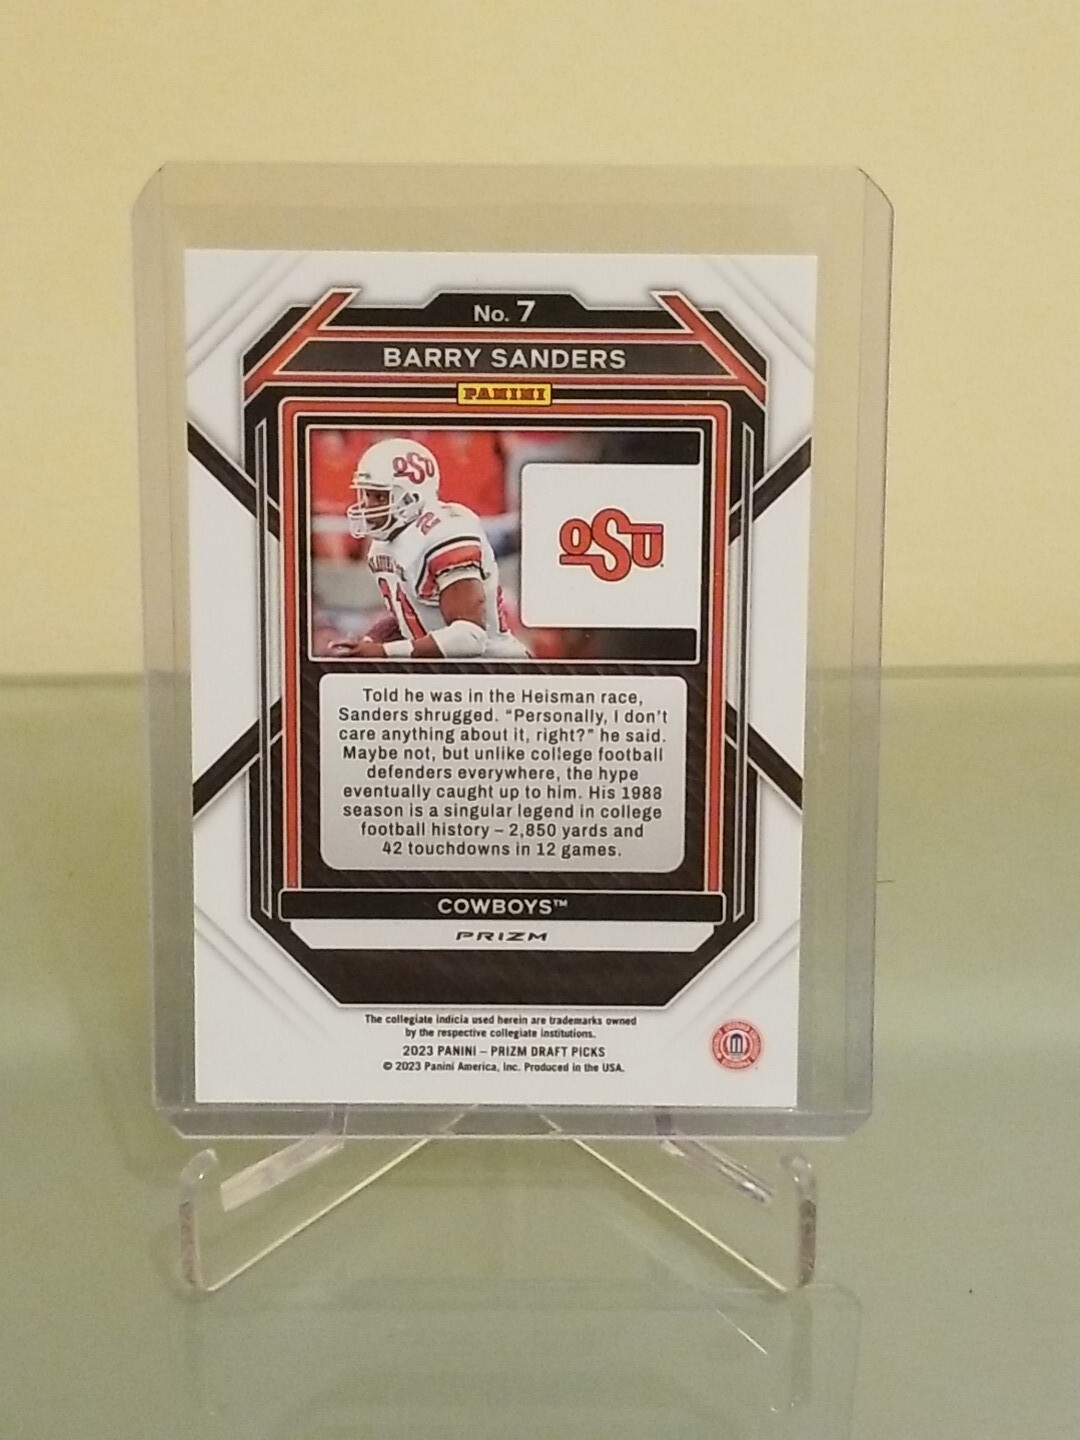 No. 7
BARRY SANDERS
PANINI
OSU
21
OSU
Told he was in the Heisman race,
Sanders shrugged. “Personally, I don’t
care anything about it, right?” he said.
Maybe not, but unlike college football
defenders everywhere, the hype
eventually caught up to him. His 1988
season is a singular legend in college
football history – 2,850 yards and
42 touchdowns in 12 games.
COWBOYS™
PRIZM
The collegiate indicia used herein are trademarks owned
by the respective collegiate institutions.
2023 PANINI – PRIZM DRAFT PICKS
© 2023 Panini America, Inc. Produced in the USA.